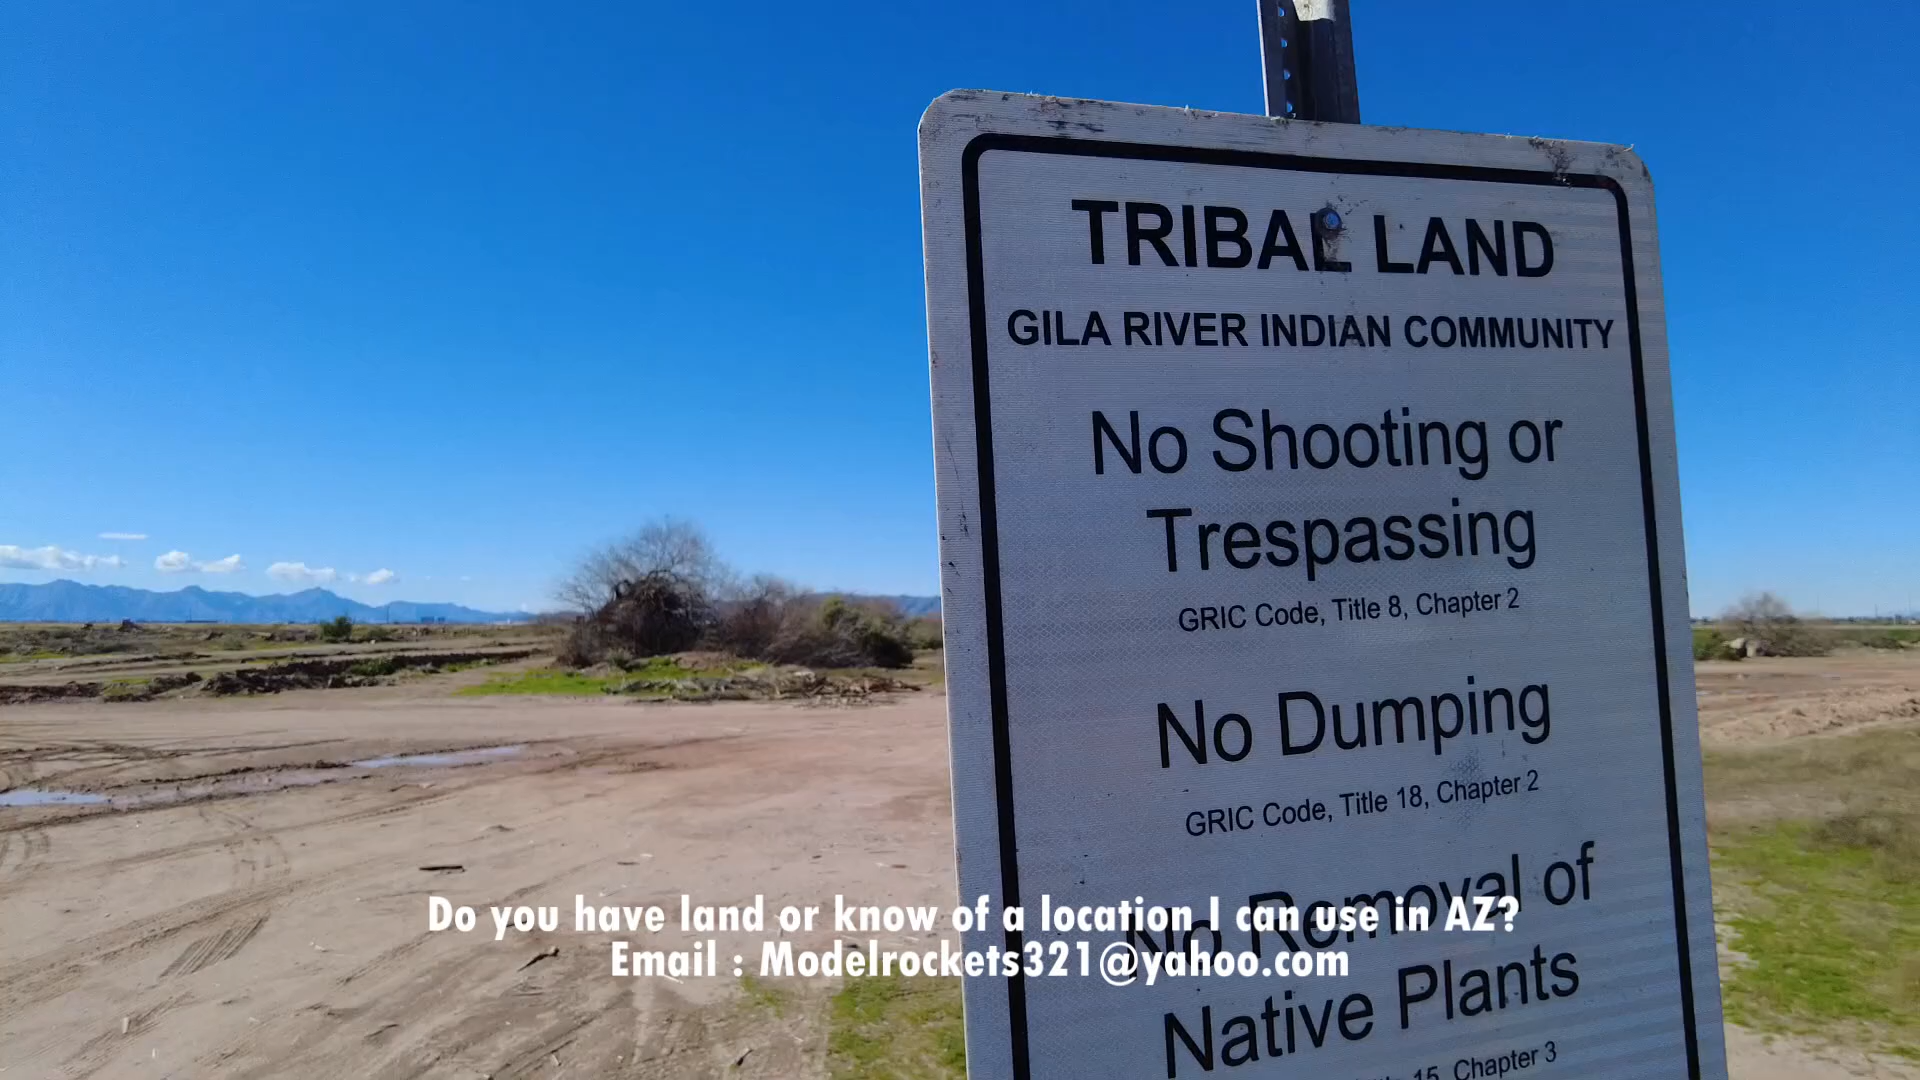 TRIBAL LAND
GILA RIVER INDIAN COMMUNITY
No Shooting or
Trespassing
GRIC Code, Title 8, Chapter 2
No Dumping
GRIC Code, Title 18, Chapter 2
No Removal of
Native Plants
15, Chapter 3
Do you have land or know of a location I can use in AZ?
Email : Modelrockets321@yahoo.com